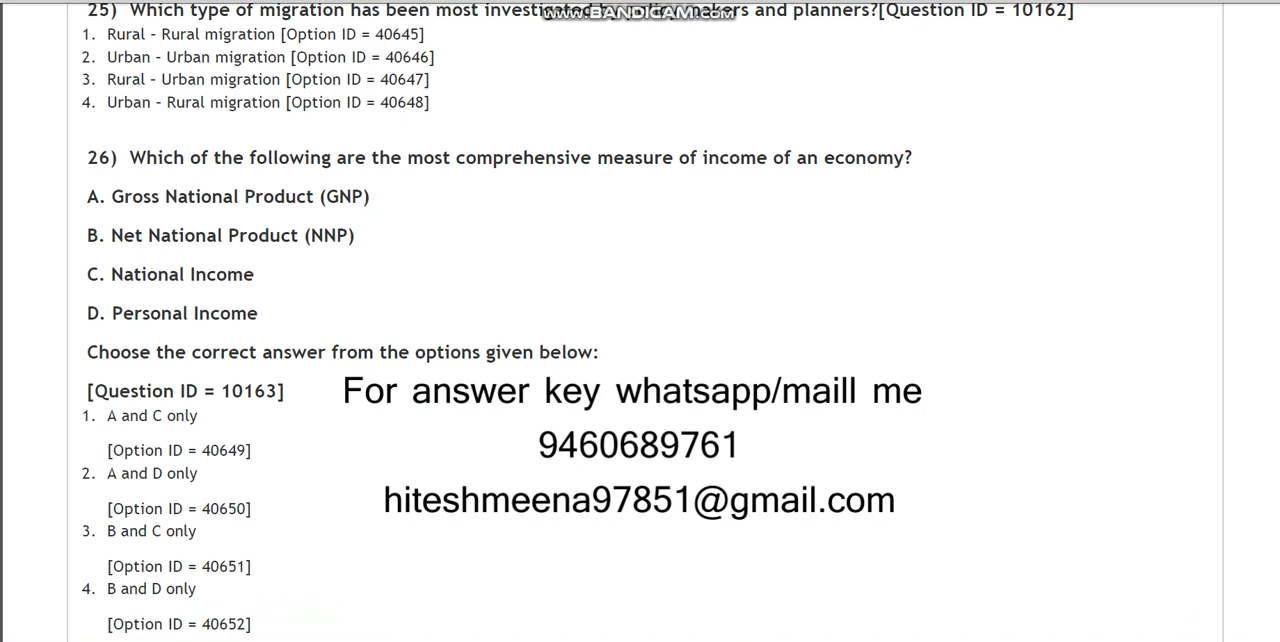 25) Which type of migration has been most investigated makers and planners?[Question ID = 10162]
www.BANDICAM.com
1. Rural - Rural migration [Option ID = 40645]
2. Urban - Urban migration [Option ID = 40646]
3. Rural - Urban migration [Option ID = 40647]
4. Urban - Rural migration [Option ID = 40648]
26) Which of the following are the most comprehensive measure of income of an economy?
A. Gross National Product (GNP)
B. Net National Product (NNP)
C. National Income
D. Personal Income
Choose the correct answer from the options given below:
[Question ID = 10163]
For answer key whatsapp/maill me
1. A and C only
9460689761
[Option ID = 40649]
2. A and D only
hiteshmeena97851@gmail.com
[Option ID = 40650]
3. B and C only
[Option ID = 40651]
4. B and D only
[Option ID = 40652]